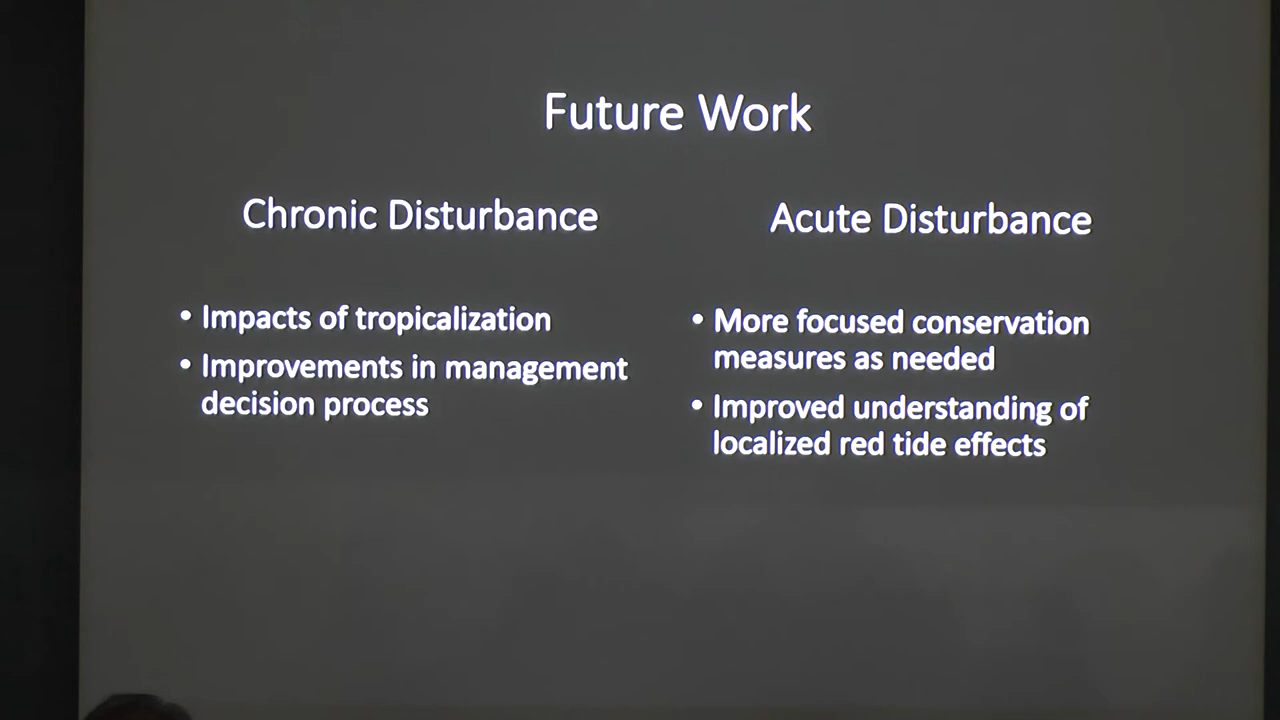 Future Work
Chronic Disturbance
• Impacts of tropicalization
• Improvements in management
decision process
Acute Disturbance
• More focused conservation
measures as needed
• Improved understanding of
localized red tide effects